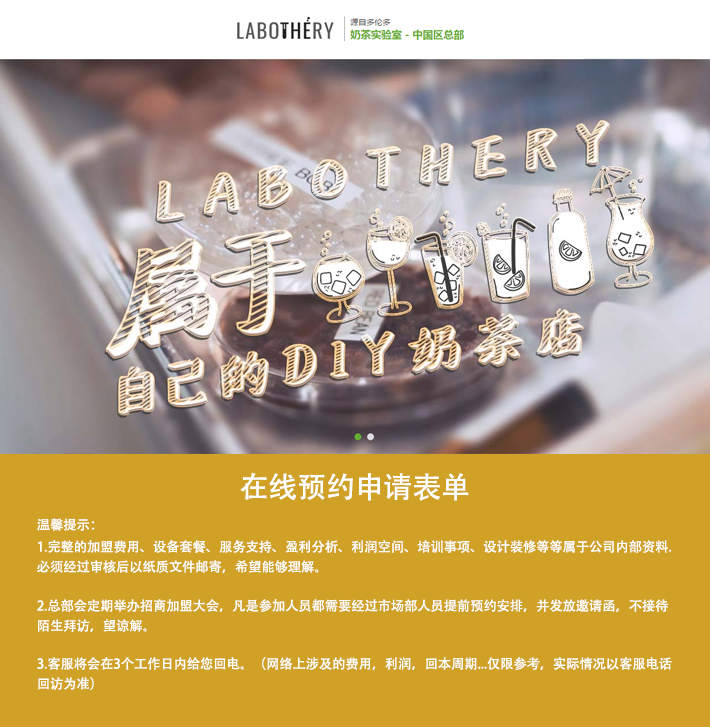 LABOTHÉRY
源自多伦多
奶茶实验室 - 中国区总部
LABOTHERY
属于
自己的DIY奶茶店
在线预约申请表单
温馨提示：
1.完整的加盟费用、设备套餐、服务支持、盈利分析、利润空间、培训事项、设计装修等等属于公司内部资料.
必须经过审核后以纸质文件邮寄，希望能够理解。
2.总部会定期举办招商加盟大会，凡是参加人员都需要经过市场部人员提前预约安排，并发放邀请函，不接待
陌生拜访，望谅解。
3.客服将会在3个工作日内给您回电。（网络上涉及的费用，利润，回本周期...仅限参考，实际情况以客服电话
回访为准）